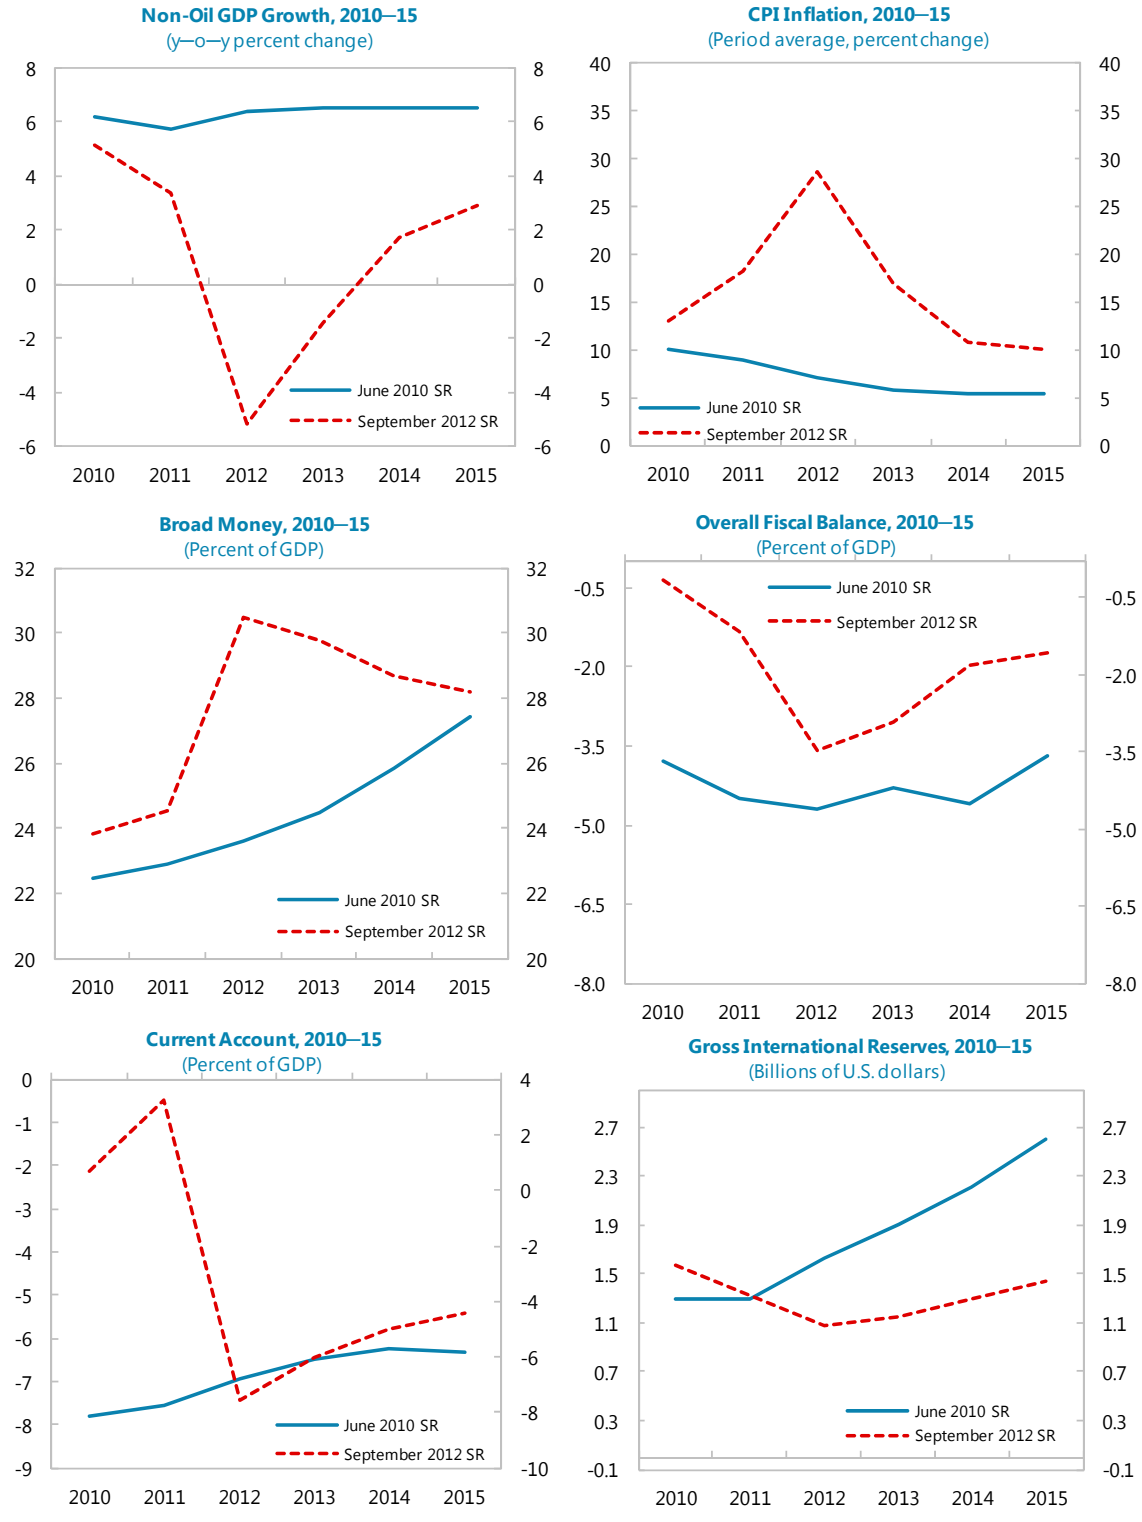 Non-Oil GDP Growth, 2010—15
(y—o—y percent change)
8 8
6 6
4 4
2 2
0 0
-2 -2
-4 -4
-6 -6
June 2010 SR
September 2012 SR
2010 2011 2012 2013 2014 2015
CPI Inflation, 2010—15
(Period average, percent change)
40 40
35 35
30 30
25 25
20 20
15 15
10 10
5 5
0 0
June 2010 SR
September 2012 SR
2010 2011 2012 2013 2014 2015
Broad Money, 2010—15
(Percent of GDP)
32 32
30 30
28 28
26 26
24 24
22 22
20 20
June 2010 SR
September 2012 SR
2010 2011 2012 2013 2014 2015
Overall Fiscal Balance, 2010—15
(Percent of GDP)
June 2010 SR
September 2012 SR
-0.5 -0.5
-2.0 -2.0
-3.5 -3.5
-5.0 -5.0
-6.5 -6.5
-8.0 -8.0
2010 2011 2012 2013 2014 2015
Current Account, 2010—15
(Percent of GDP)
0 4
-1
2
-2
0
-3
-4 -2
-5 -4
-6 -6
-7
-8 -8
-9 -10
June 2010 SR
September 2012 SR
2010 2011 2012 2013 2014 2015
Gross International Reserves, 2010—15
(Billions of U.S. dollars)
2.7 2.7
2.3 2.3
1.9 1.9
1.5 1.5
1.1 1.1
0.7 0.7
0.3 0.3
-0.1 -0.1
June 2010 SR
September 2012 SR
2010 2011 2012 2013 2014 2015